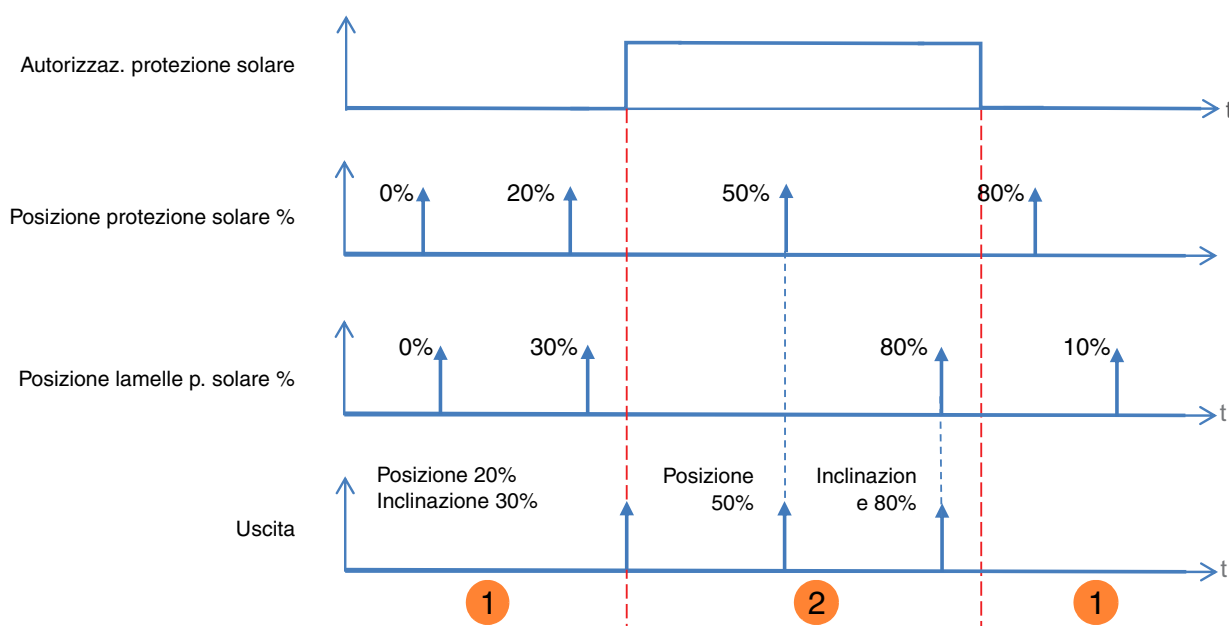 Autorizzaz. protezione solare
t
0%
20%
50%
80%
Posizione protezione solare %
0%
30%
80%
10%
Posizione lamelle p. solare %
t
Posizione 20%
Inclinazione 30%
Posizione
50%
Inclinazion
e 80%
Uscita
t
1
2
1